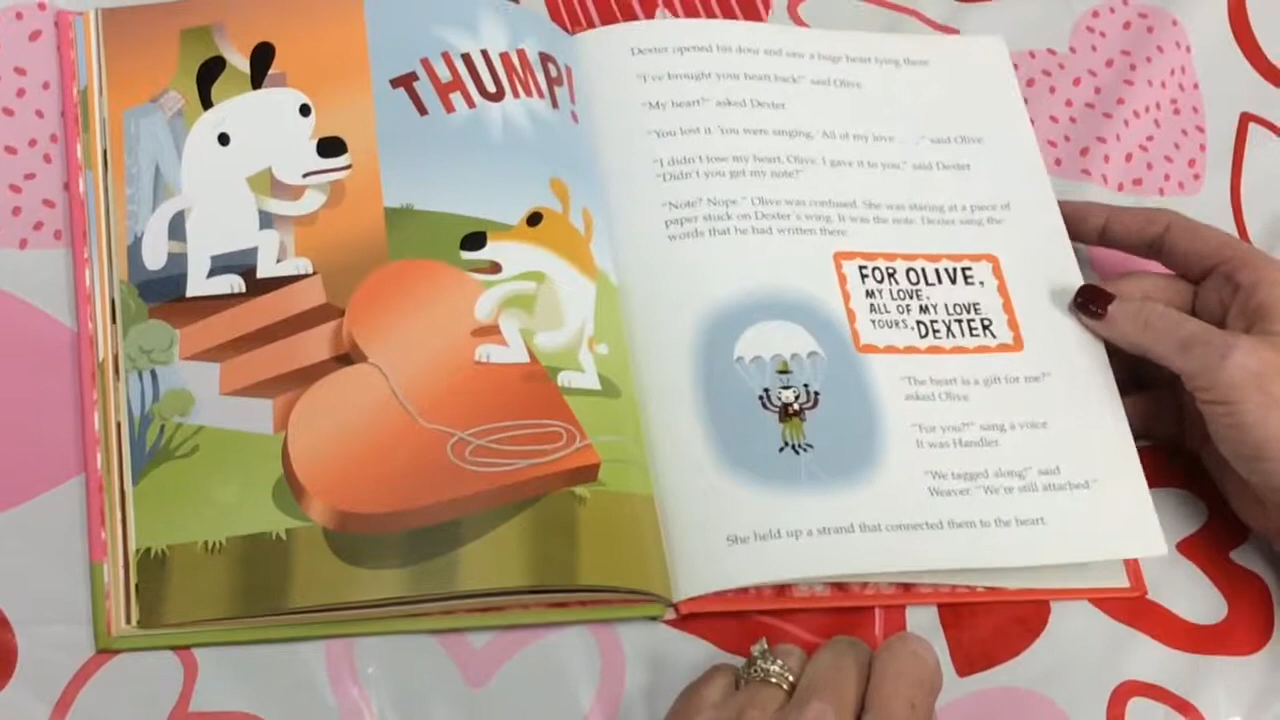 THUMP!
Dexter opened his door and saw a huge heart lying there.
"I've brought your heart back!" said Olive.
"My heart?" asked Dexter.
"You lost it. You were singing, 'All of my love . . .'" said Olive.
"I didn't lose my heart, Olive. I gave it to you," said Dexter.
"Didn't you get my note?"
"Note? Nope." Olive was confused. She was staring at a piece of
paper stuck on Dexter's wing. It was the note. Dexter sang the
words that he had written there.
FOR OLIVE,
MY LOVE.
ALL OF MY LOVE.
YOURS, DEXTER
"The heart is a gift for me?"
asked Olive.
"For you?!" sang a voice.
It was Handler.
"We tagged along!" said
Weaver. "We're still attached."
She held up a strand that connected them to the heart.